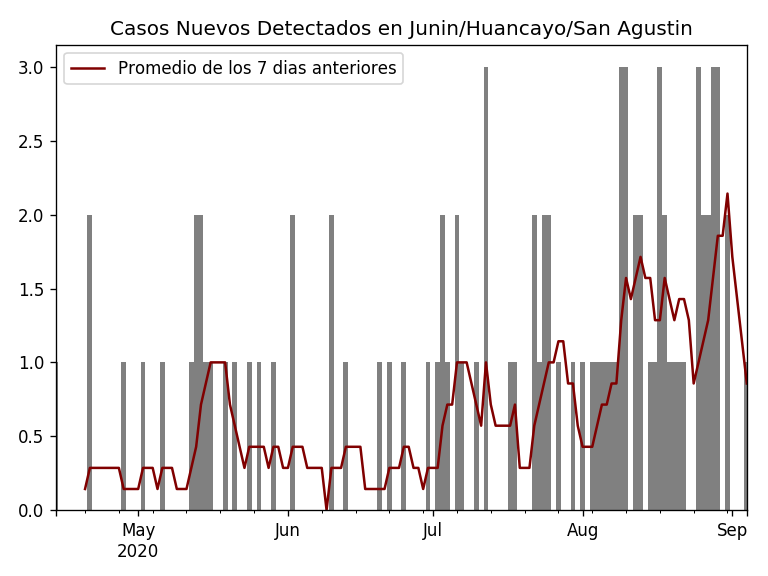 Casos Nuevos Detectados en Junin/Huancayo/San Agustin
Promedio de los 7 dias anteriores
3.0
2.5
2.0
1.5
1.0
0.5
0.0
May Jun Jul Aug Sep
2020